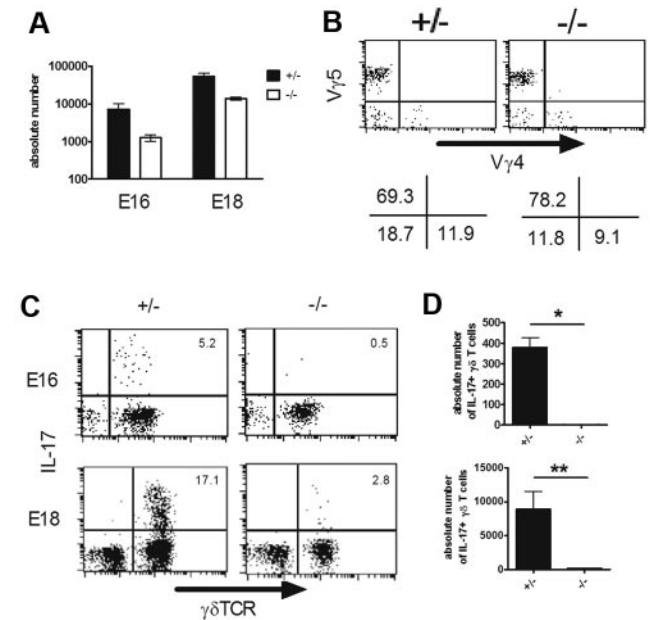 A
absolute number
100000
10000
1000
100
E16
E18
+/-
-/-
B
+/-
-/-
Vγ5
Vγ4
69.3
18.7
11.9
78.2
11.8
9.1
C
+/-
-/-
E16
5.2
0.5
IL-17
E18
17.1
2.8
γδTCR
D
absolute number
of IL-17+ γδ T cells
500
400
300
200
100
0
*
+/-
-/-
absolute number
of IL-17+ γδ T cells
15000
10000
5000
0
**
+/-
-/-